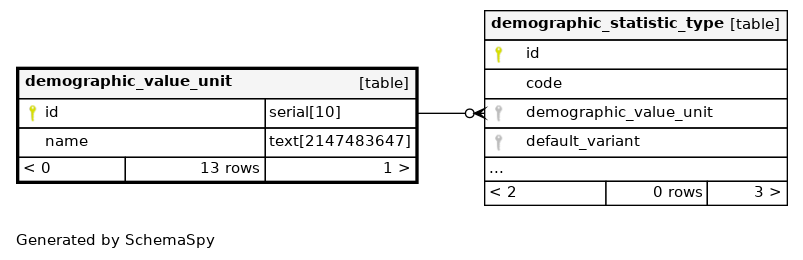 demographic_value_unit [table]
id serial[10]
name text[2147483647]
< 0 13 rows 1 >
demographic_statistic_type [table]
id
code
demographic_value_unit
default_variant
...
< 2 0 rows 3 >
Generated by SchemaSpy